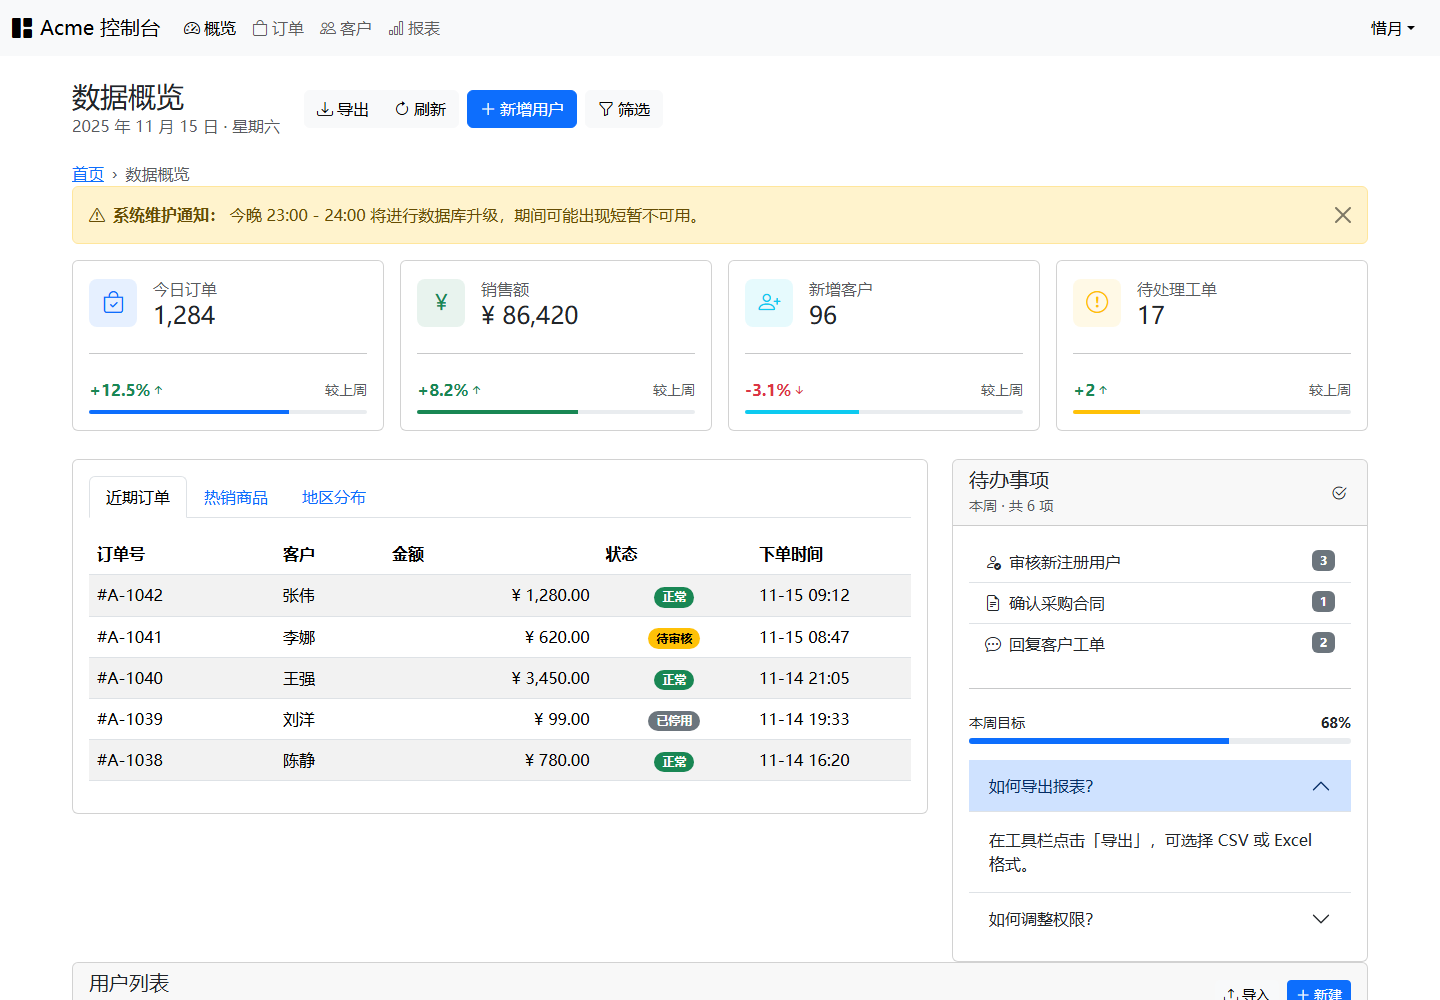 Acme 控制台 概览 订单 客户 报表 惜月
数据概览
2025 年 11 月 15 日 · 星期六
导出 刷新 新增用户 筛选
首页 › 数据概览
系统维护通知： 今晚 23:00 - 24:00 将进行数据库升级，期间可能出现短暂不可用。
今日订单
1,284
+12.5% ↑ 较上周
¥
销售额
¥ 86,420
+8.2% ↑ 较上周
新增客户
96
-3.1% ↓ 较上周
待处理工单
17
+2 ↑ 较上周
近期订单 热销商品 地区分布
订单号 客户 金额 状态 下单时间
#A-1042 张伟 ¥ 1,280.00 正常 11-15 09:12
#A-1041 李娜 ¥ 620.00 待审核 11-15 08:47
#A-1040 王强 ¥ 3,450.00 正常 11-14 21:05
#A-1039 刘洋 ¥ 99.00 已停用 11-14 19:33
#A-1038 陈静 ¥ 780.00 正常 11-14 16:20
待办事项
本周 · 共 6 项
审核新注册用户 3
确认采购合同 1
回复客户工单 2
本周目标 68%
如何导出报表？
在工具栏点击「导出」，可选择 CSV 或 Excel
格式。
如何调整权限？
用户列表
导入 新建